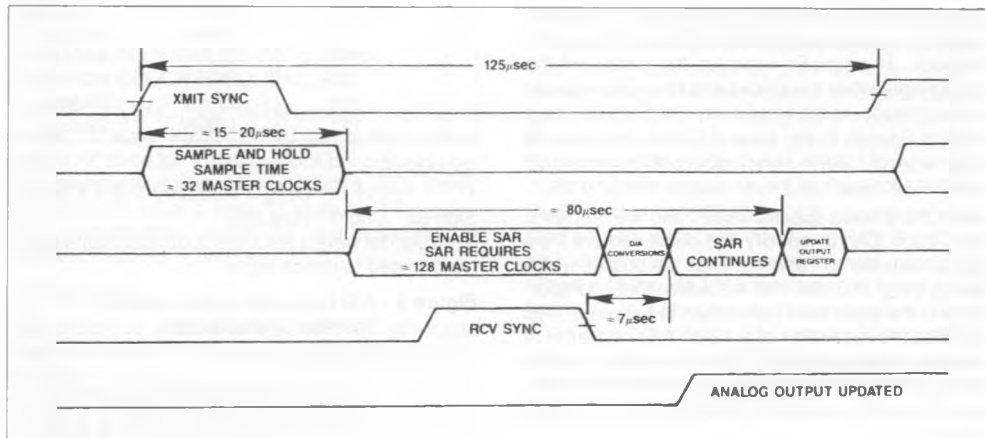 125µsec
XMIT SYNC
≈ 15–20µsec
SAMPLE AND HOLD
SAMPLE TIME
≈ 32 MASTER CLOCKS
≈ 80µsec
ENABLE SAR
SAR REQUIRES
≈ 128 MASTER CLOCKS
D/A
CONVERSIONS
SAR
CONTINUES
UPDATE
OUTPUT
REGISTER
RCV SYNC
≈ 7µsec
ANALOG OUTPUT UPDATED